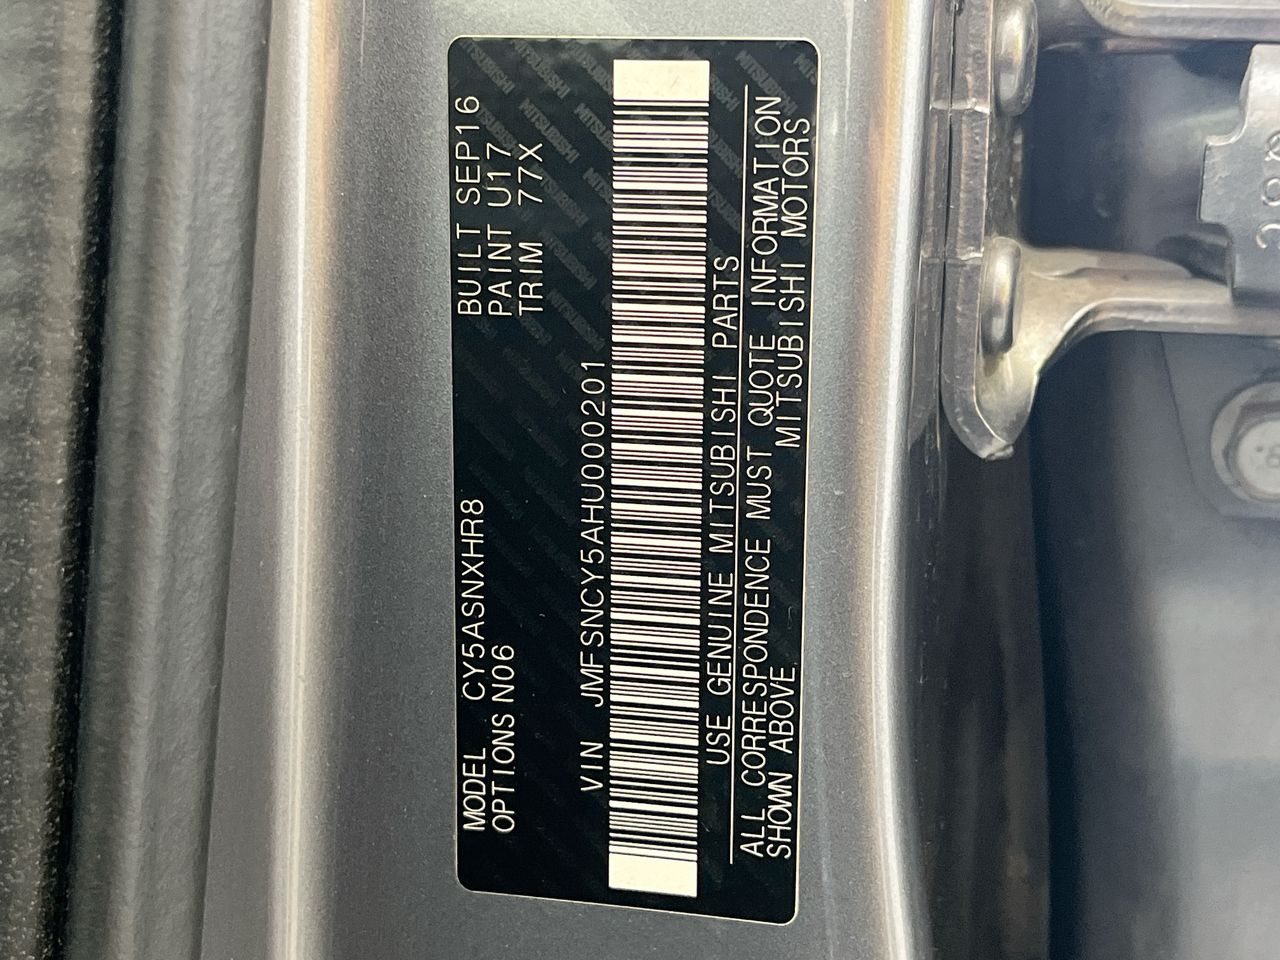 MODEL CY5ASNXHR8 BUILT SEP16
OPTIONS N06 PAINT U17
TRIM 77X
VIN JMFSNCY5AHU000201
USE GENUINE MITSUBISHI PARTS
ALL CORRESPONDENCE MUST QUOTE INFORMATION
SHOWN ABOVE. MITSUBISHI MOTORS